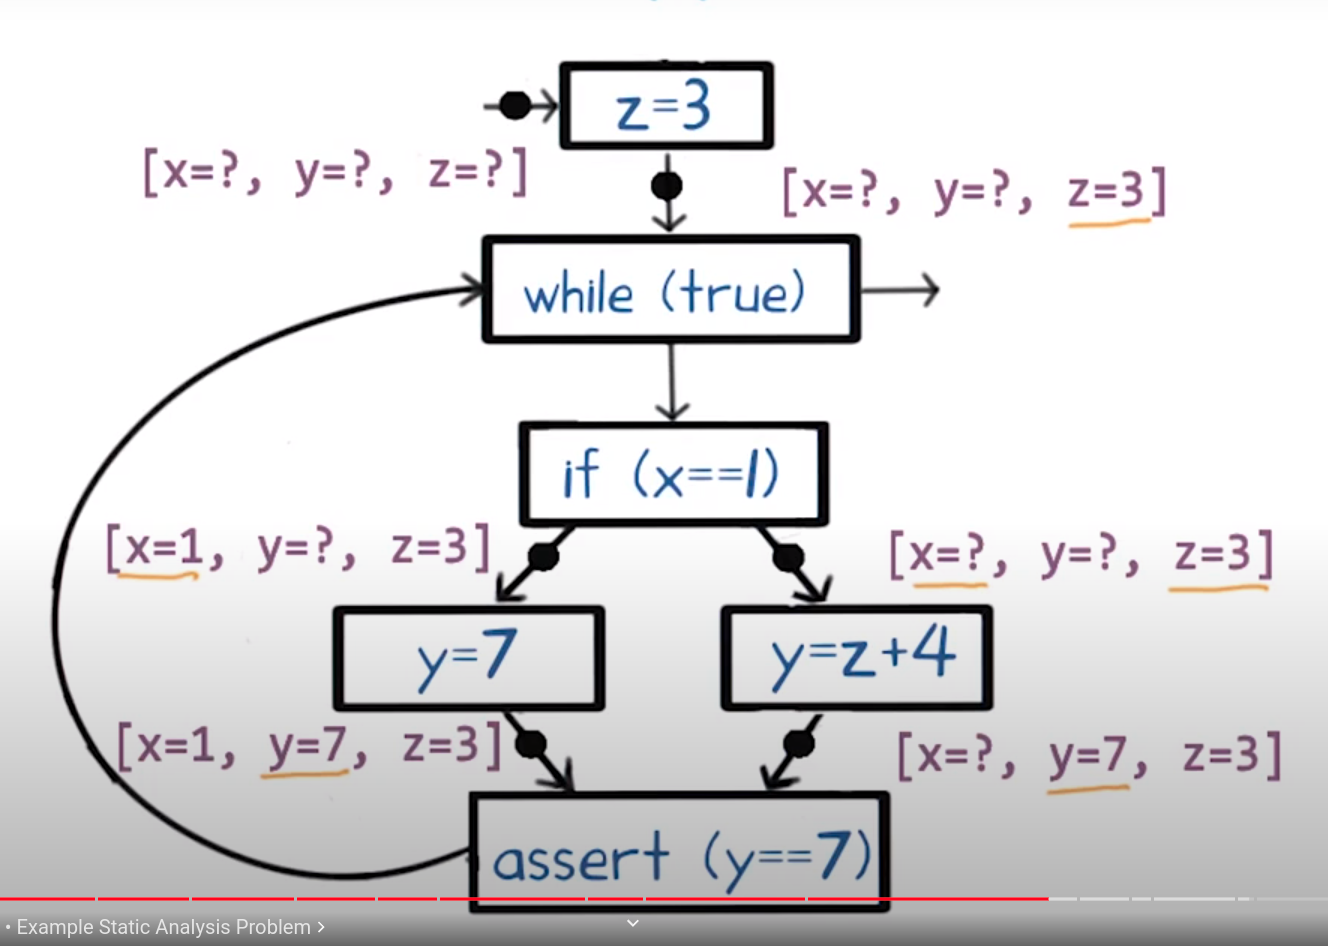 z=3
[x=?, y=?, z=?]
[x=?, y=?, z=3]
while (true)
if (x==1)
[x=1, y=?, z=3]
[x=?, y=?, z=3]
y=7
y=z+4
[x=1, y=7, z=3]
[x=?, y=7, z=3]
assert (y==7)
• Example Static Analysis Problem >